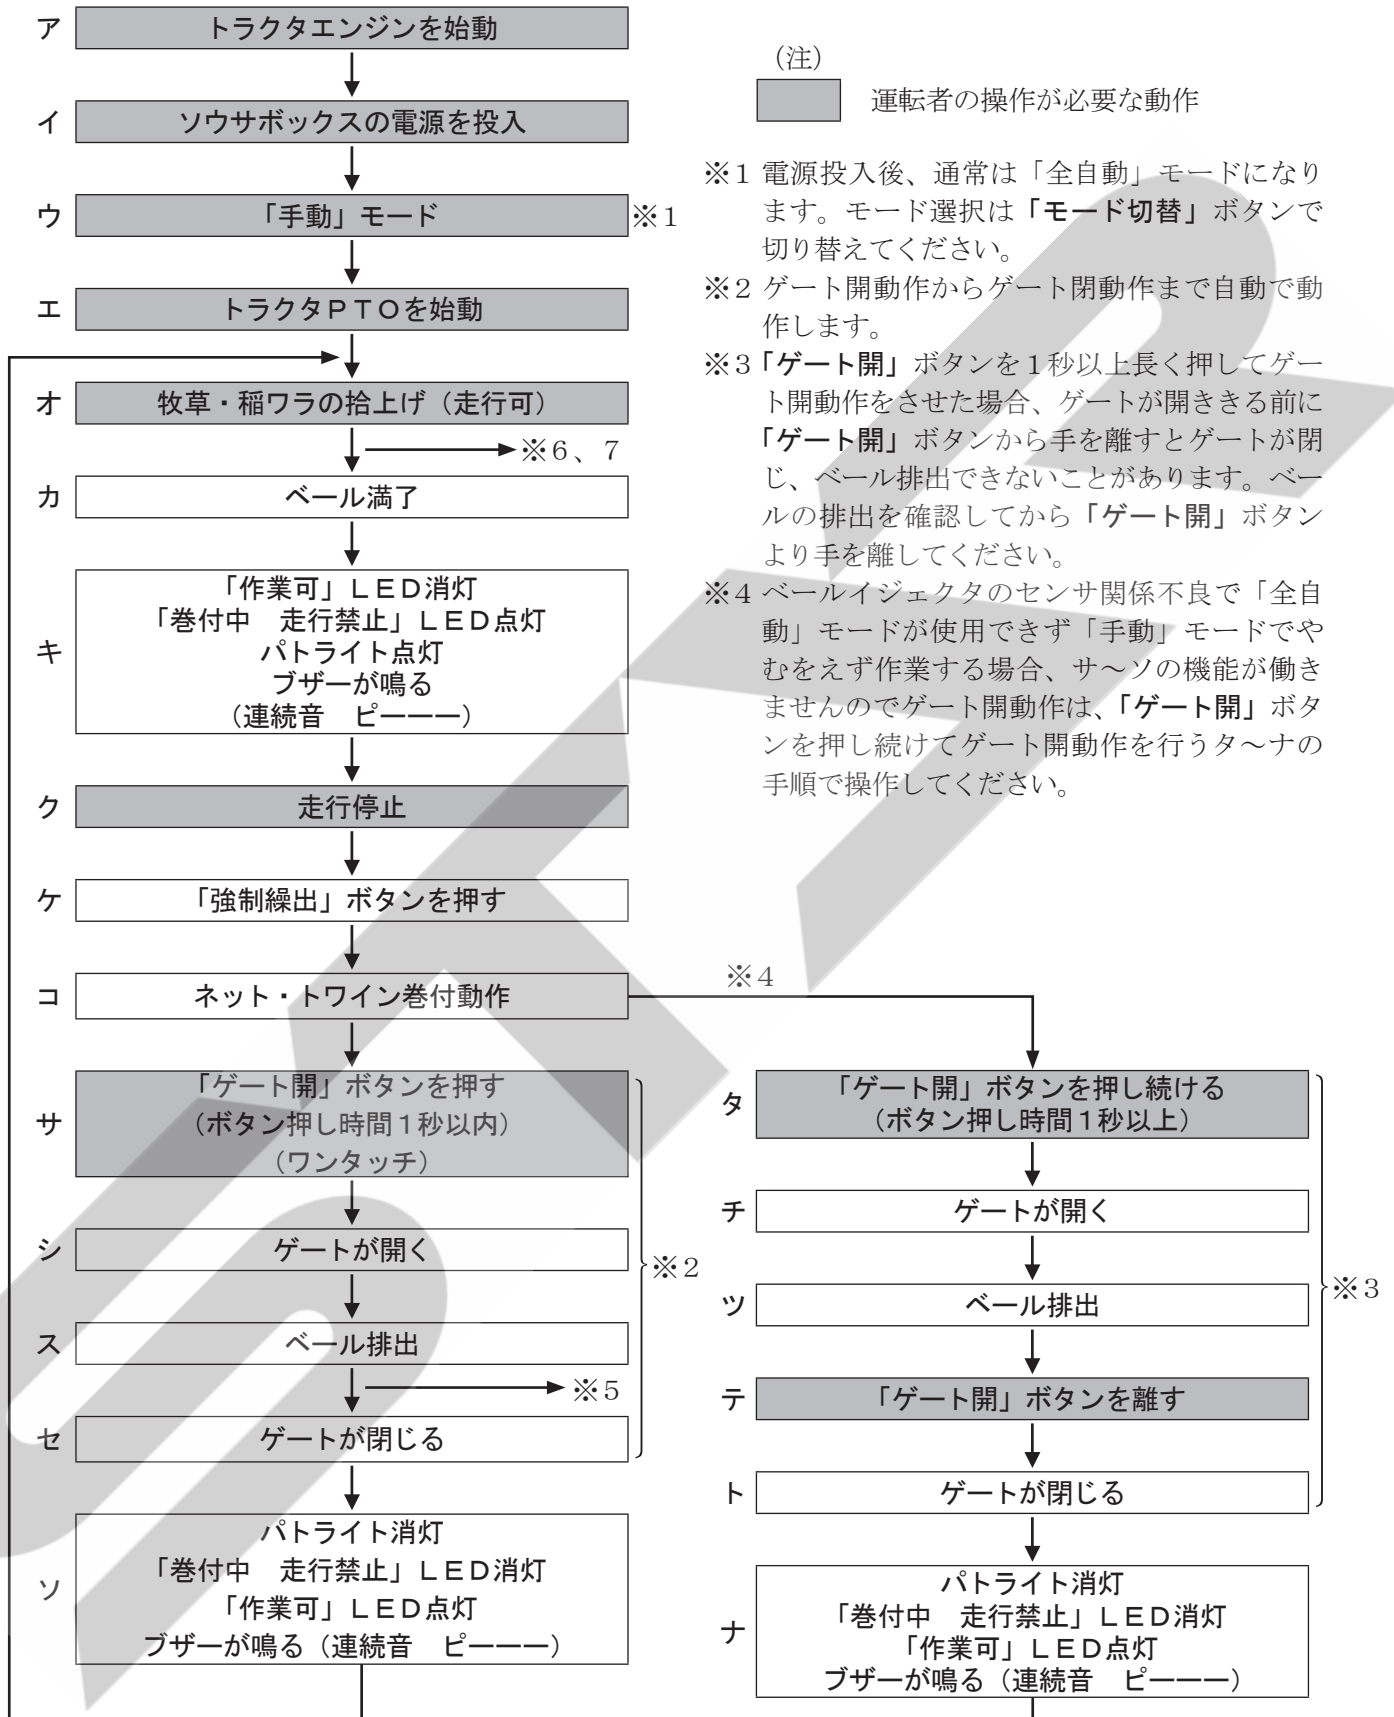 ア トラクタエンジンを始動
イ ソウサボックスの電源を投入
ウ 「手動」モード ※1
エ トラクタPTOを始動
オ 牧草・稲ワラの拾上げ（走行可）
※6、7
カ ベール満了
キ 「作業可」LED消灯
「巻付中　走行禁止」LED点灯
パトライト点灯
ブザーが鳴る
（連続音　ピーーー）
ク 走行停止
ケ 「強制繰出」ボタンを押す
コ ネット・トワイン巻付動作
※4
サ 「ゲート開」ボタンを押す
（ボタン押し時間1秒以内）
（ワンタッチ）
シ ゲートが開く
※2
ス ベール排出
※5
セ ゲートが閉じる
ソ パトライト消灯
「巻付中　走行禁止」LED消灯
「作業可」LED点灯
ブザーが鳴る（連続音　ピーーー）
（注）
運転者の操作が必要な動作
※1 電源投入後、通常は「全自動」モードになり
ます。モード選択は「モード切替」ボタンで
切り替えてください。
※2 ゲート開動作からゲート閉動作まで自動で動
作します。
※3「ゲート開」ボタンを1秒以上長く押してゲー
ト開動作をさせた場合、ゲートが開ききる前に
「ゲート開」ボタンから手を離すとゲートが閉
じ、ベール排出できないことがあります。ベー
ルの排出を確認してから「ゲート開」ボタン
より手を離してください。
※4 ベールイジェクタのセンサ関係不良で「全自
動」モードが使用できず「手動」モードでや
むをえず作業する場合、サ～ソの機能が働き
ませんのでゲート開動作は、「ゲート開」ボタ
ンを押し続けてゲート開動作を行うタ～ナの
手順で操作してください。
タ 「ゲート開」ボタンを押し続ける
（ボタン押し時間1秒以上）
チ ゲートが開く
ツ ベール排出
※3
テ 「ゲート開」ボタンを離す
ト ゲートが閉じる
ナ パトライト消灯
「巻付中　走行禁止」LED消灯
「作業可」LED点灯
ブザーが鳴る（連続音　ピーーー）
STAR